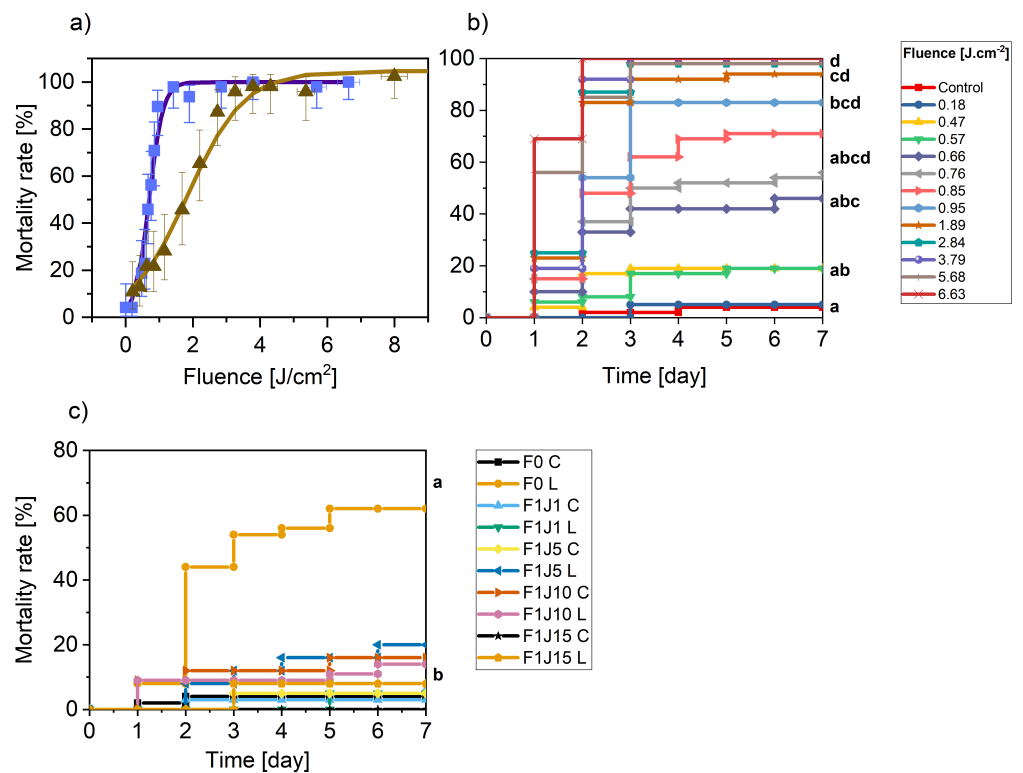 a)
Mortality rate [%]
100
80
60
40
20
0
0 2 4 6 8
Fluence [J/cm²]
b)
100
80
60
40
20
0
0 1 2 3 4 5 6 7
Time [day]
d
cd
bcd
abcd
abc
ab
a
Fluence [J.cm⁻²]
Control
0.18
0.47
0.57
0.66
0.76
0.85
0.95
1.89
2.84
3.79
5.68
6.63
c)
Mortality rate [%]
80
60
40
20
0
0 1 2 3 4 5 6 7
Time [day]
a
b
F0 C
F0 L
F1J1 C
F1J1 L
F1J5 C
F1J5 L
F1J10 C
F1J10 L
F1J15 C
F1J15 L